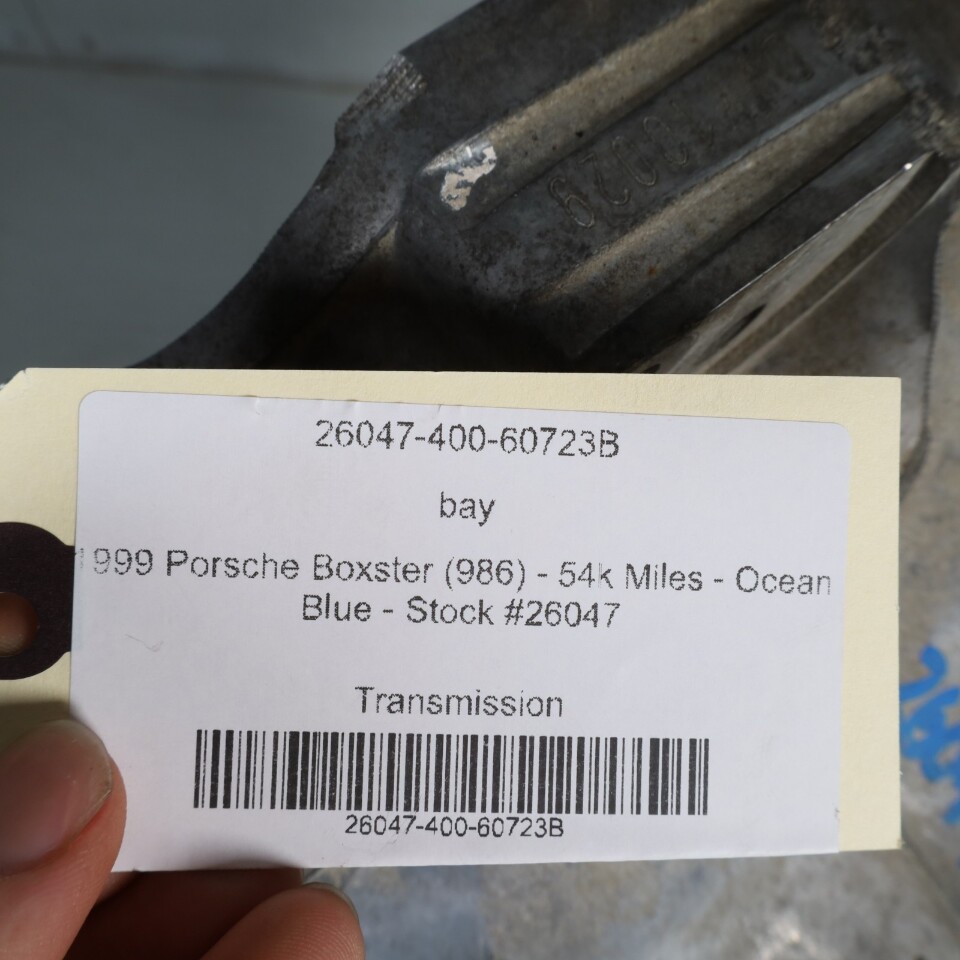 26047-400-60723B
bay
1999 Porsche Boxster (986) - 54k Miles - Ocean
Blue - Stock #26047
Transmission
26047-400-60723B